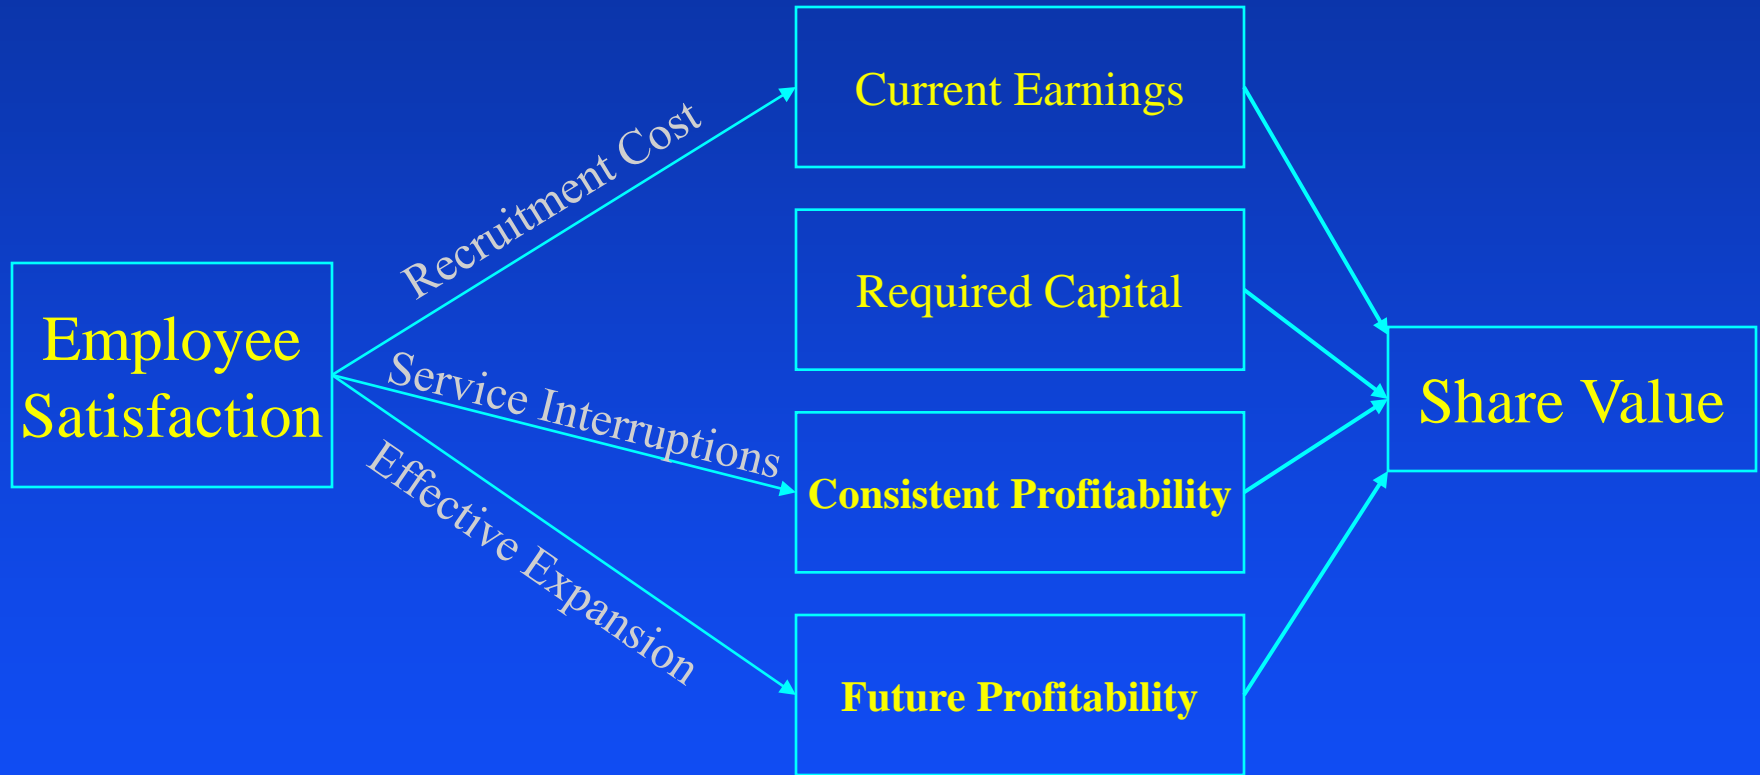 Employee
Satisfaction
Recruitment Cost
Service Interruptions
Effective Expansion
Current Earnings
Required Capital
Consistent Profitability
Future Profitability
Share Value